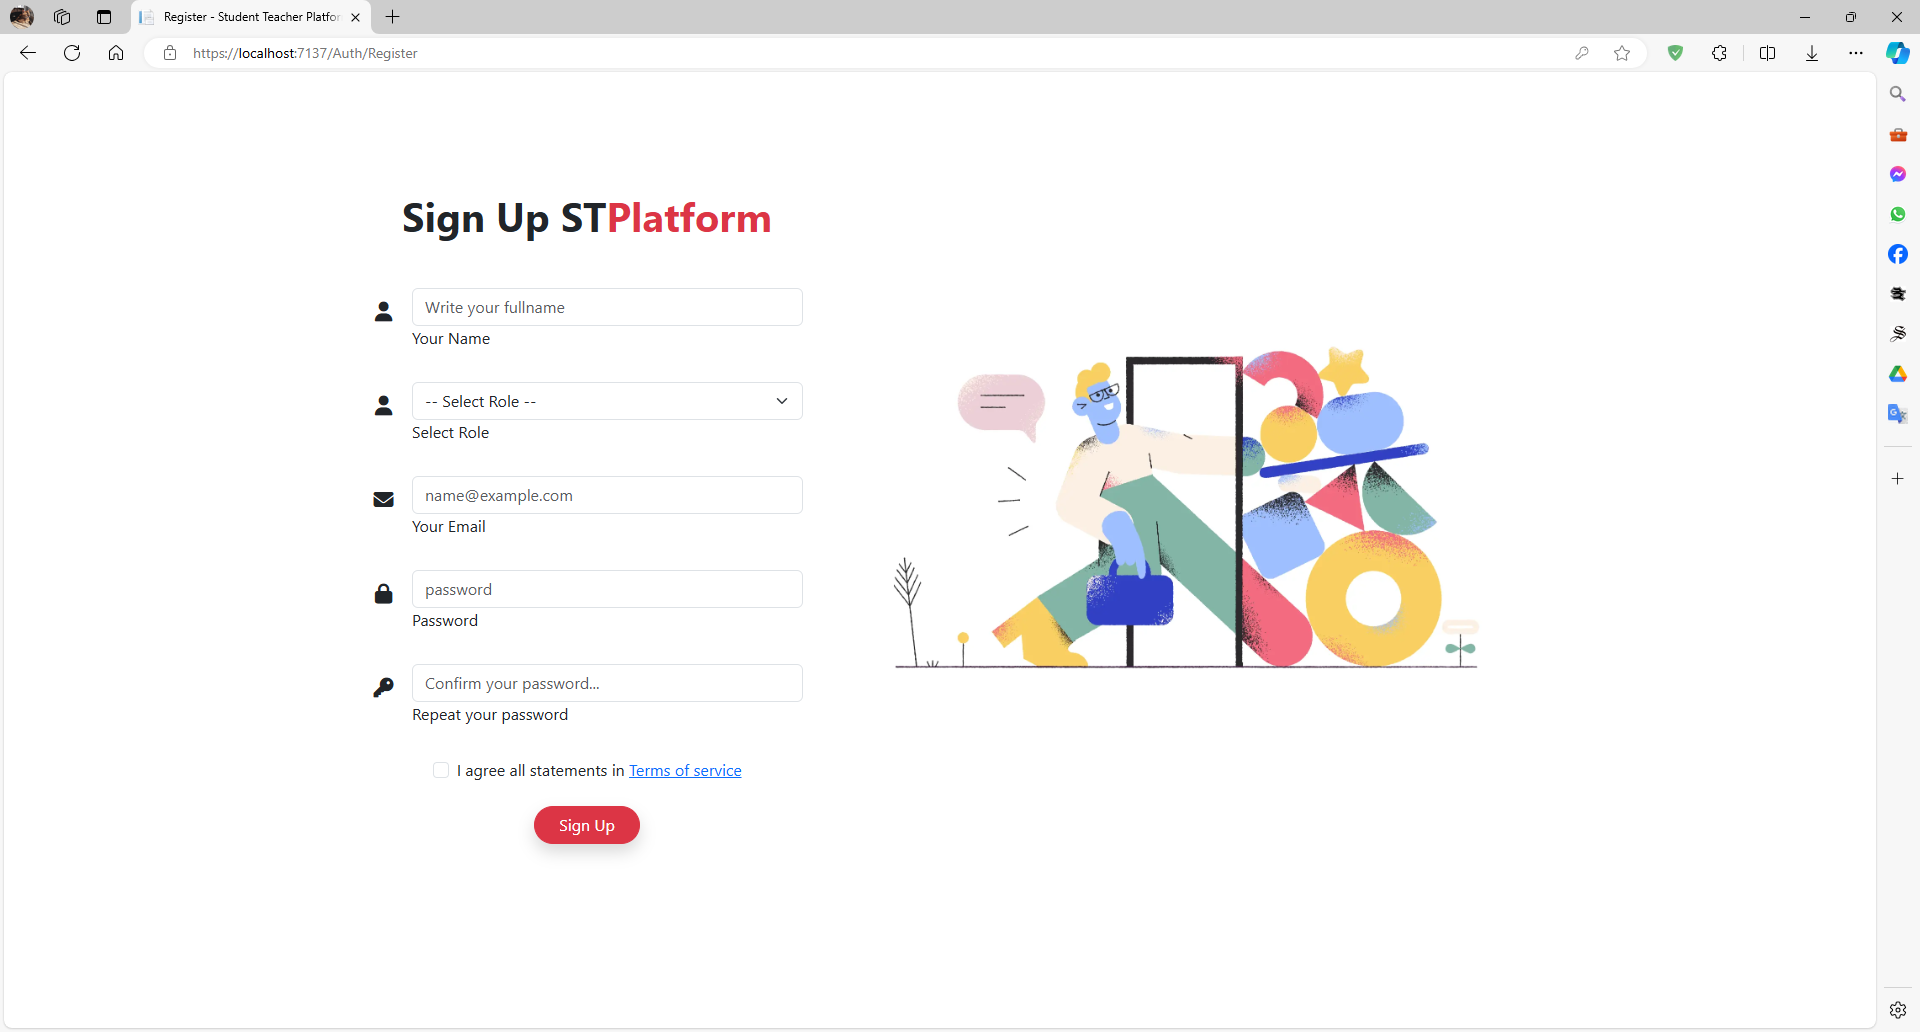 Register - Student Teacher Platfor
https://localhost:7137/Auth/Register
Sign Up STPlatform
Write your fullname
Your Name
-- Select Role --
Select Role
name@example.com
Your Email
password
Password
Confirm your password...
Repeat your password
I agree all statements in Terms of service
Sign Up